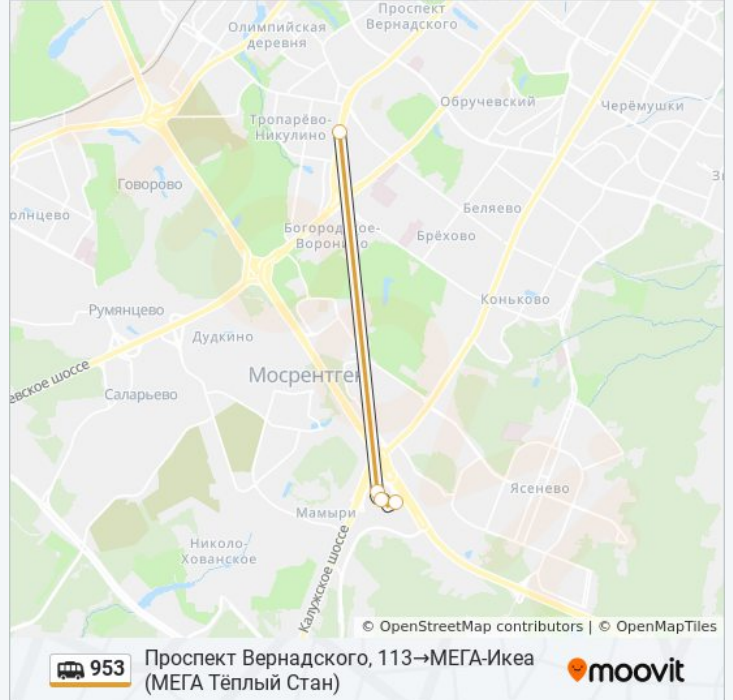 Проспект
Вернадского
Олимпийская
деревня
Обручевский
Черёмушки
Тропарёво-
Никулино
Говорово
олнцево
Беляево
Брёхово
Коньково
Румянцево
Дудкино
Мосрентген
евское шоссе
Саларьево
Ясенево
Мамыри
Николо-
Хованское
Калужское шоссе
© OpenStreetMap contributors | © OpenMapTiles
953
Проспект Вернадского, 113→МЕГА-Икеа
(МЕГА Тёплый Стан)
moovit